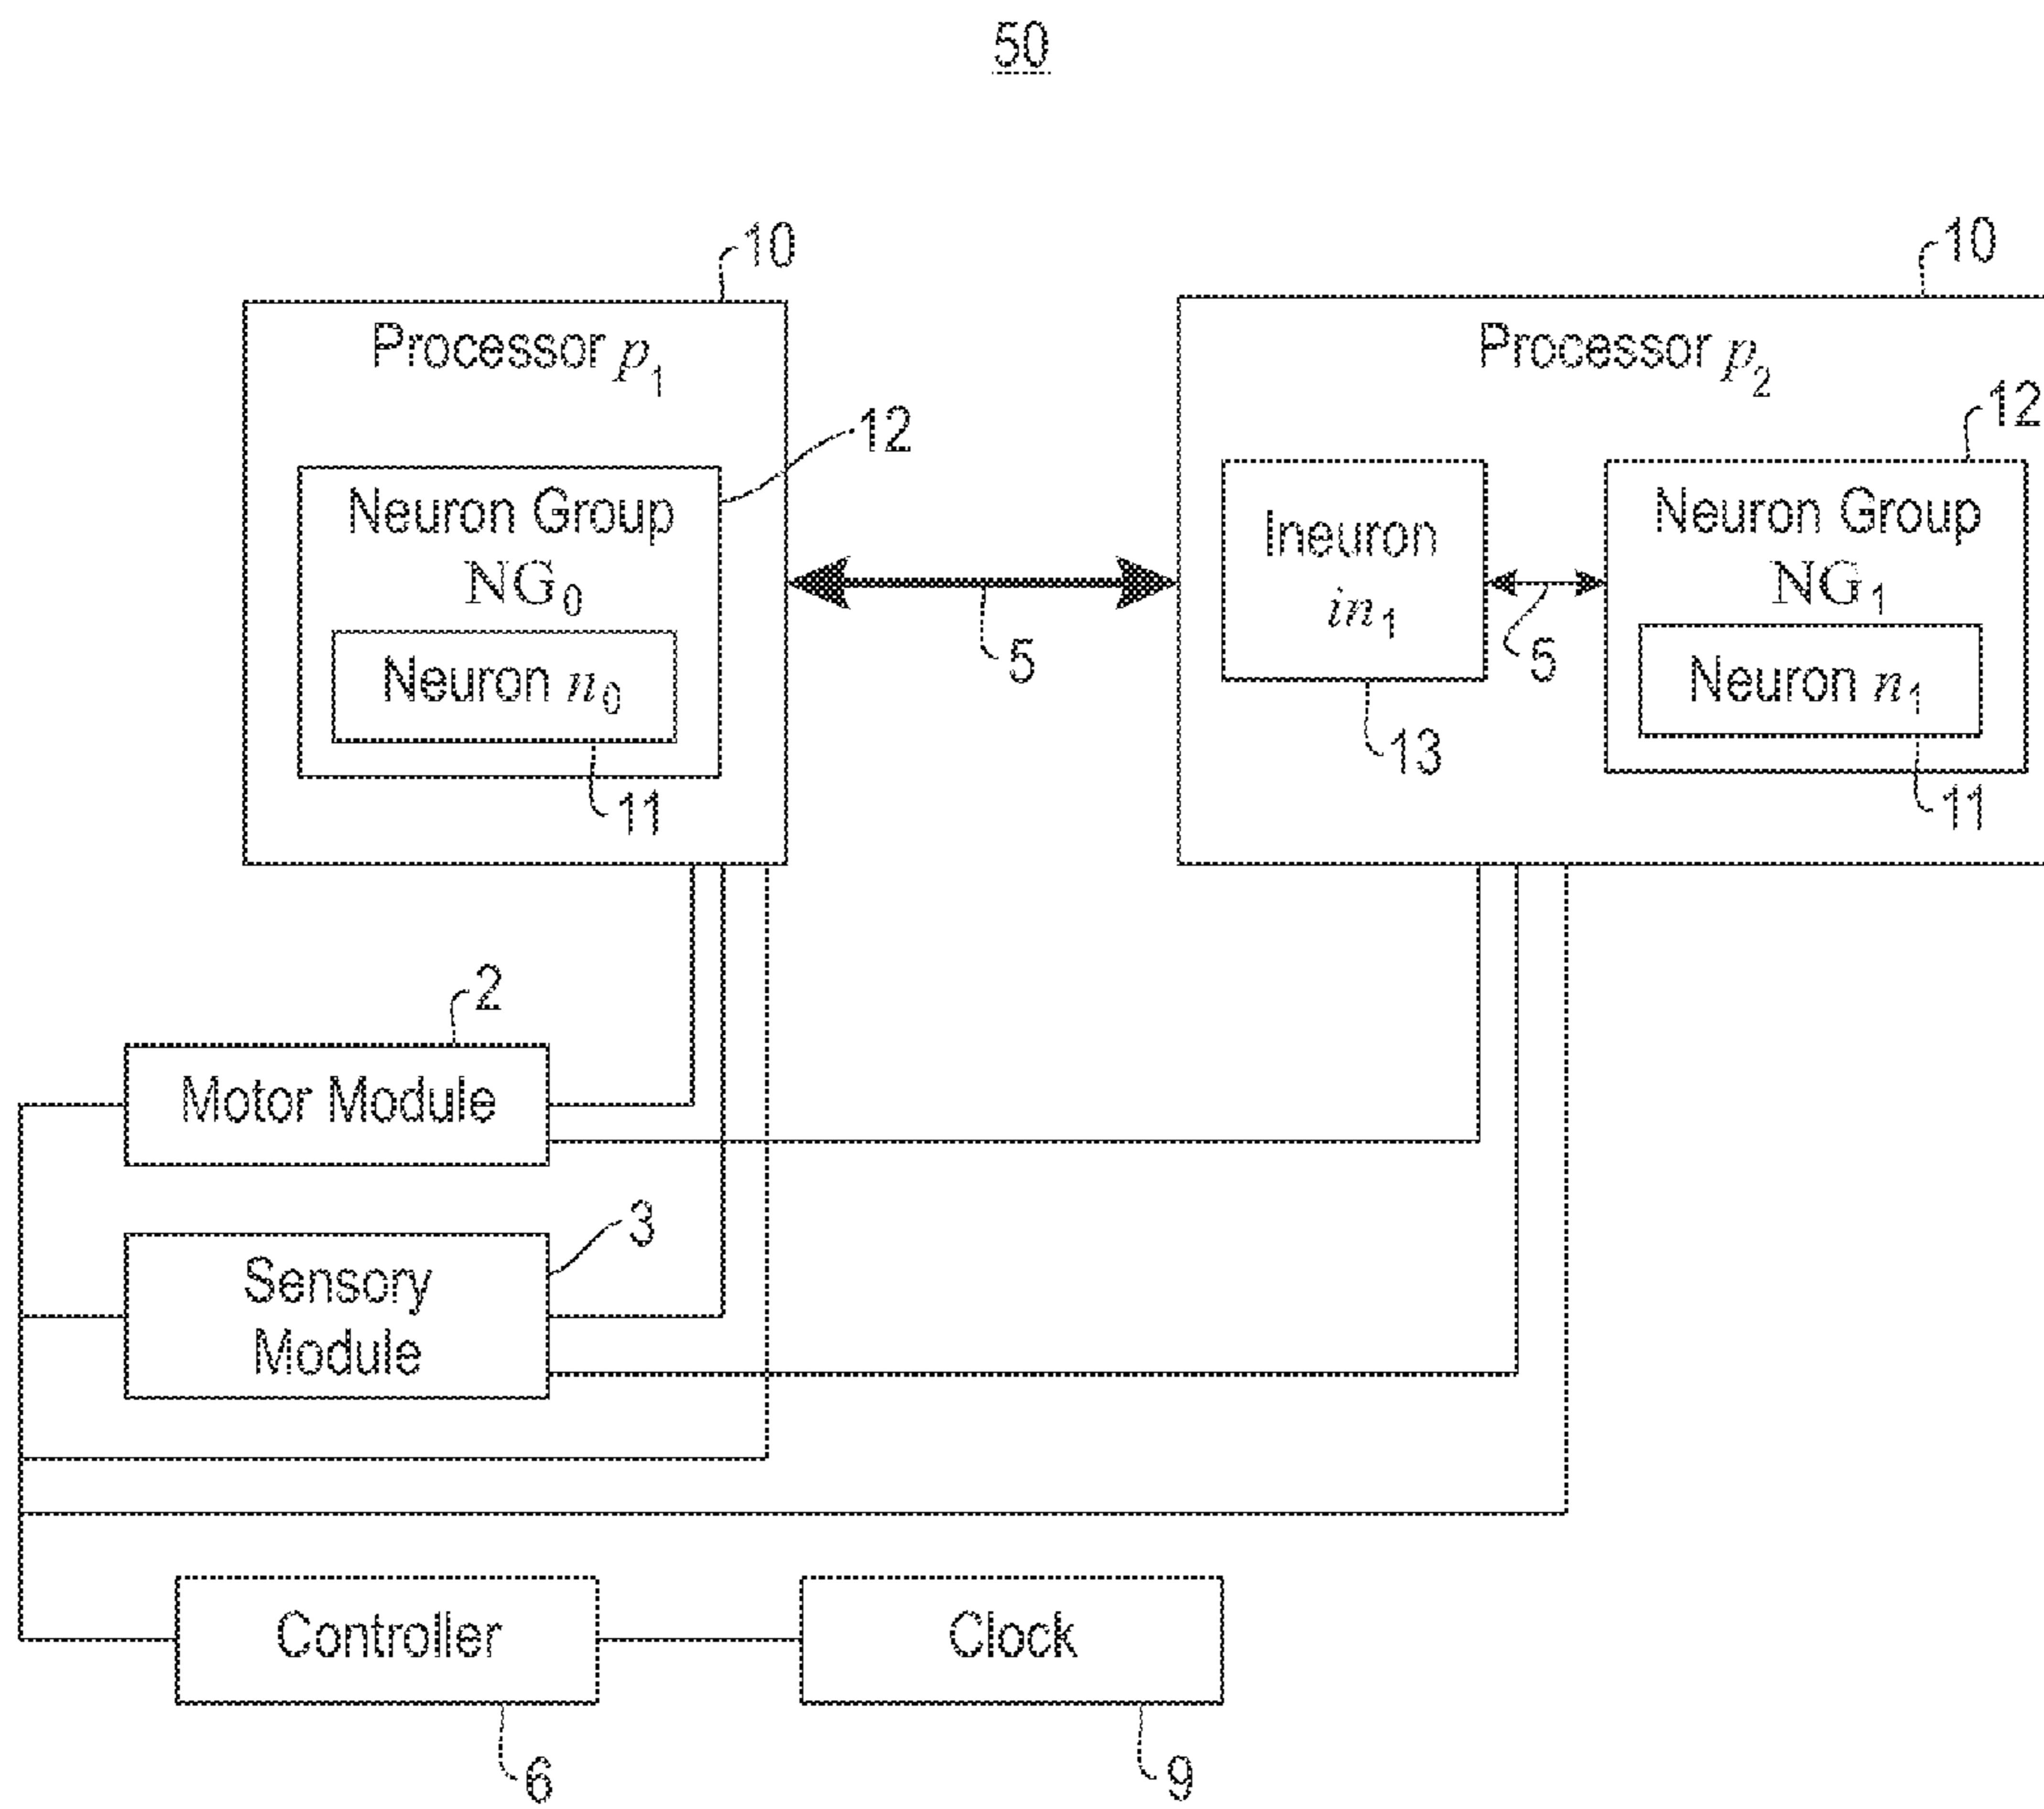 50
10
10
Processor p₁
Processor p₂
12
12
Neuron Group
NG₀
Neuron n₀
11
5
Ineuron
in₁
13
5
Neuron Group
NG₁
Neuron n₁
11
2
Motor Module
3
Sensory
Module
Controller
Clock
6
9